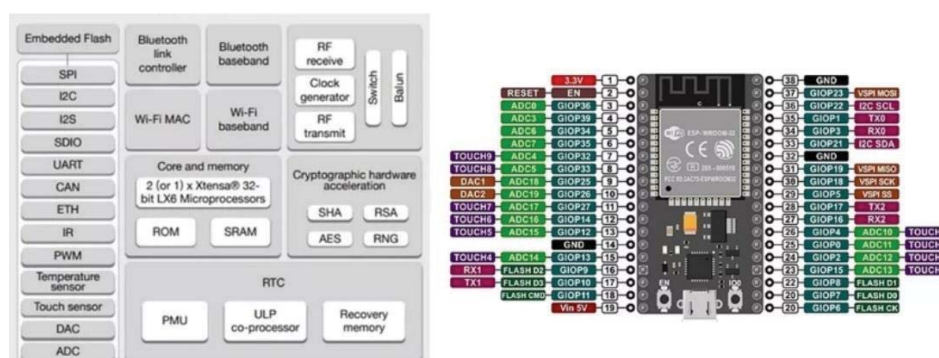 Embedded Flash
SPI
I2C
I2S
SDIO
UART
CAN
ETH
IR
PWM
Temperature
sensor
Touch sensor
DAC
ADC
Bluetooth
link
controller
Bluetooth
baseband
Wi-Fi MAC
Wi-Fi
baseband
RF
receive
Clock
generator
RF
transmit
Switch
Balun
Core and memory
2 (or 1) x Xtensa® 32-
bit LX6 Microprocessors
ROM
SRAM
Cryptographic hardware
acceleration
SHA
RSA
AES
RNG
RTC
PMU
ULP
co-processor
Recovery
memory
3.3V 1
RESET EN 2
ADC0 GIOP36 3
ADC3 GIOP39 4
ADC6 GIOP34 5
ADC7 GIOP35 6
TOUCH9 ADC4 GIOP32 7
TOUCH8 ADC5 GIOP33 8
DAC1 ADC18 GIOP25 9
DAC2 ADC19 GIOP26 10
TOUCH7 ADC17 GIOP27 11
TOUCH6 ADC16 GIOP14 12
TOUCH5 ADC15 GIOP12 13
GND 14
TOUCH4 ADC14 GIOP13 15
RX1 FLASH D2 GIOP9 16
TX1 FLASH D3 GIOP10 17
FLASH CMD GIOP11 18
Vin 5V 19
Wi Fi
ESP-WROOM-32
CE
EN
IO0
38 GND
37 GIOP23 VSPI MOSI
36 GIOP22 I2C SCL
35 GIOP1 TX0
34 GIOP3 RX0
33 GIOP21 I2C SDA
32 GND
31 GIOP19 VSPI MISO
30 GIOP18 VSPI SCK
29 GIOP5 VSPI SS
28 GIOP17 TX2
27 GIOP16 RX2
26 GIOP4 ADC10 TOUCH
25 GIOP0 ADC11 TOUCH
24 GIOP2 ADC12 TOUCH
23 GIOP15 ADC13 TOUCH
22 GIOP8 FLASH D1
20 GIOP7 FLASH D0
20 GIOP6 FLASH CK